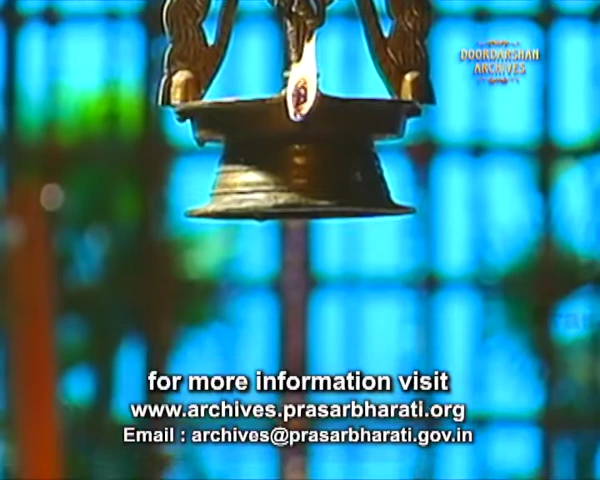 DOORDARSHAN
ARCHIVES
for more information visit
www.archives.prasarbharati.org
Email : archives@prasarbharati.gov.in